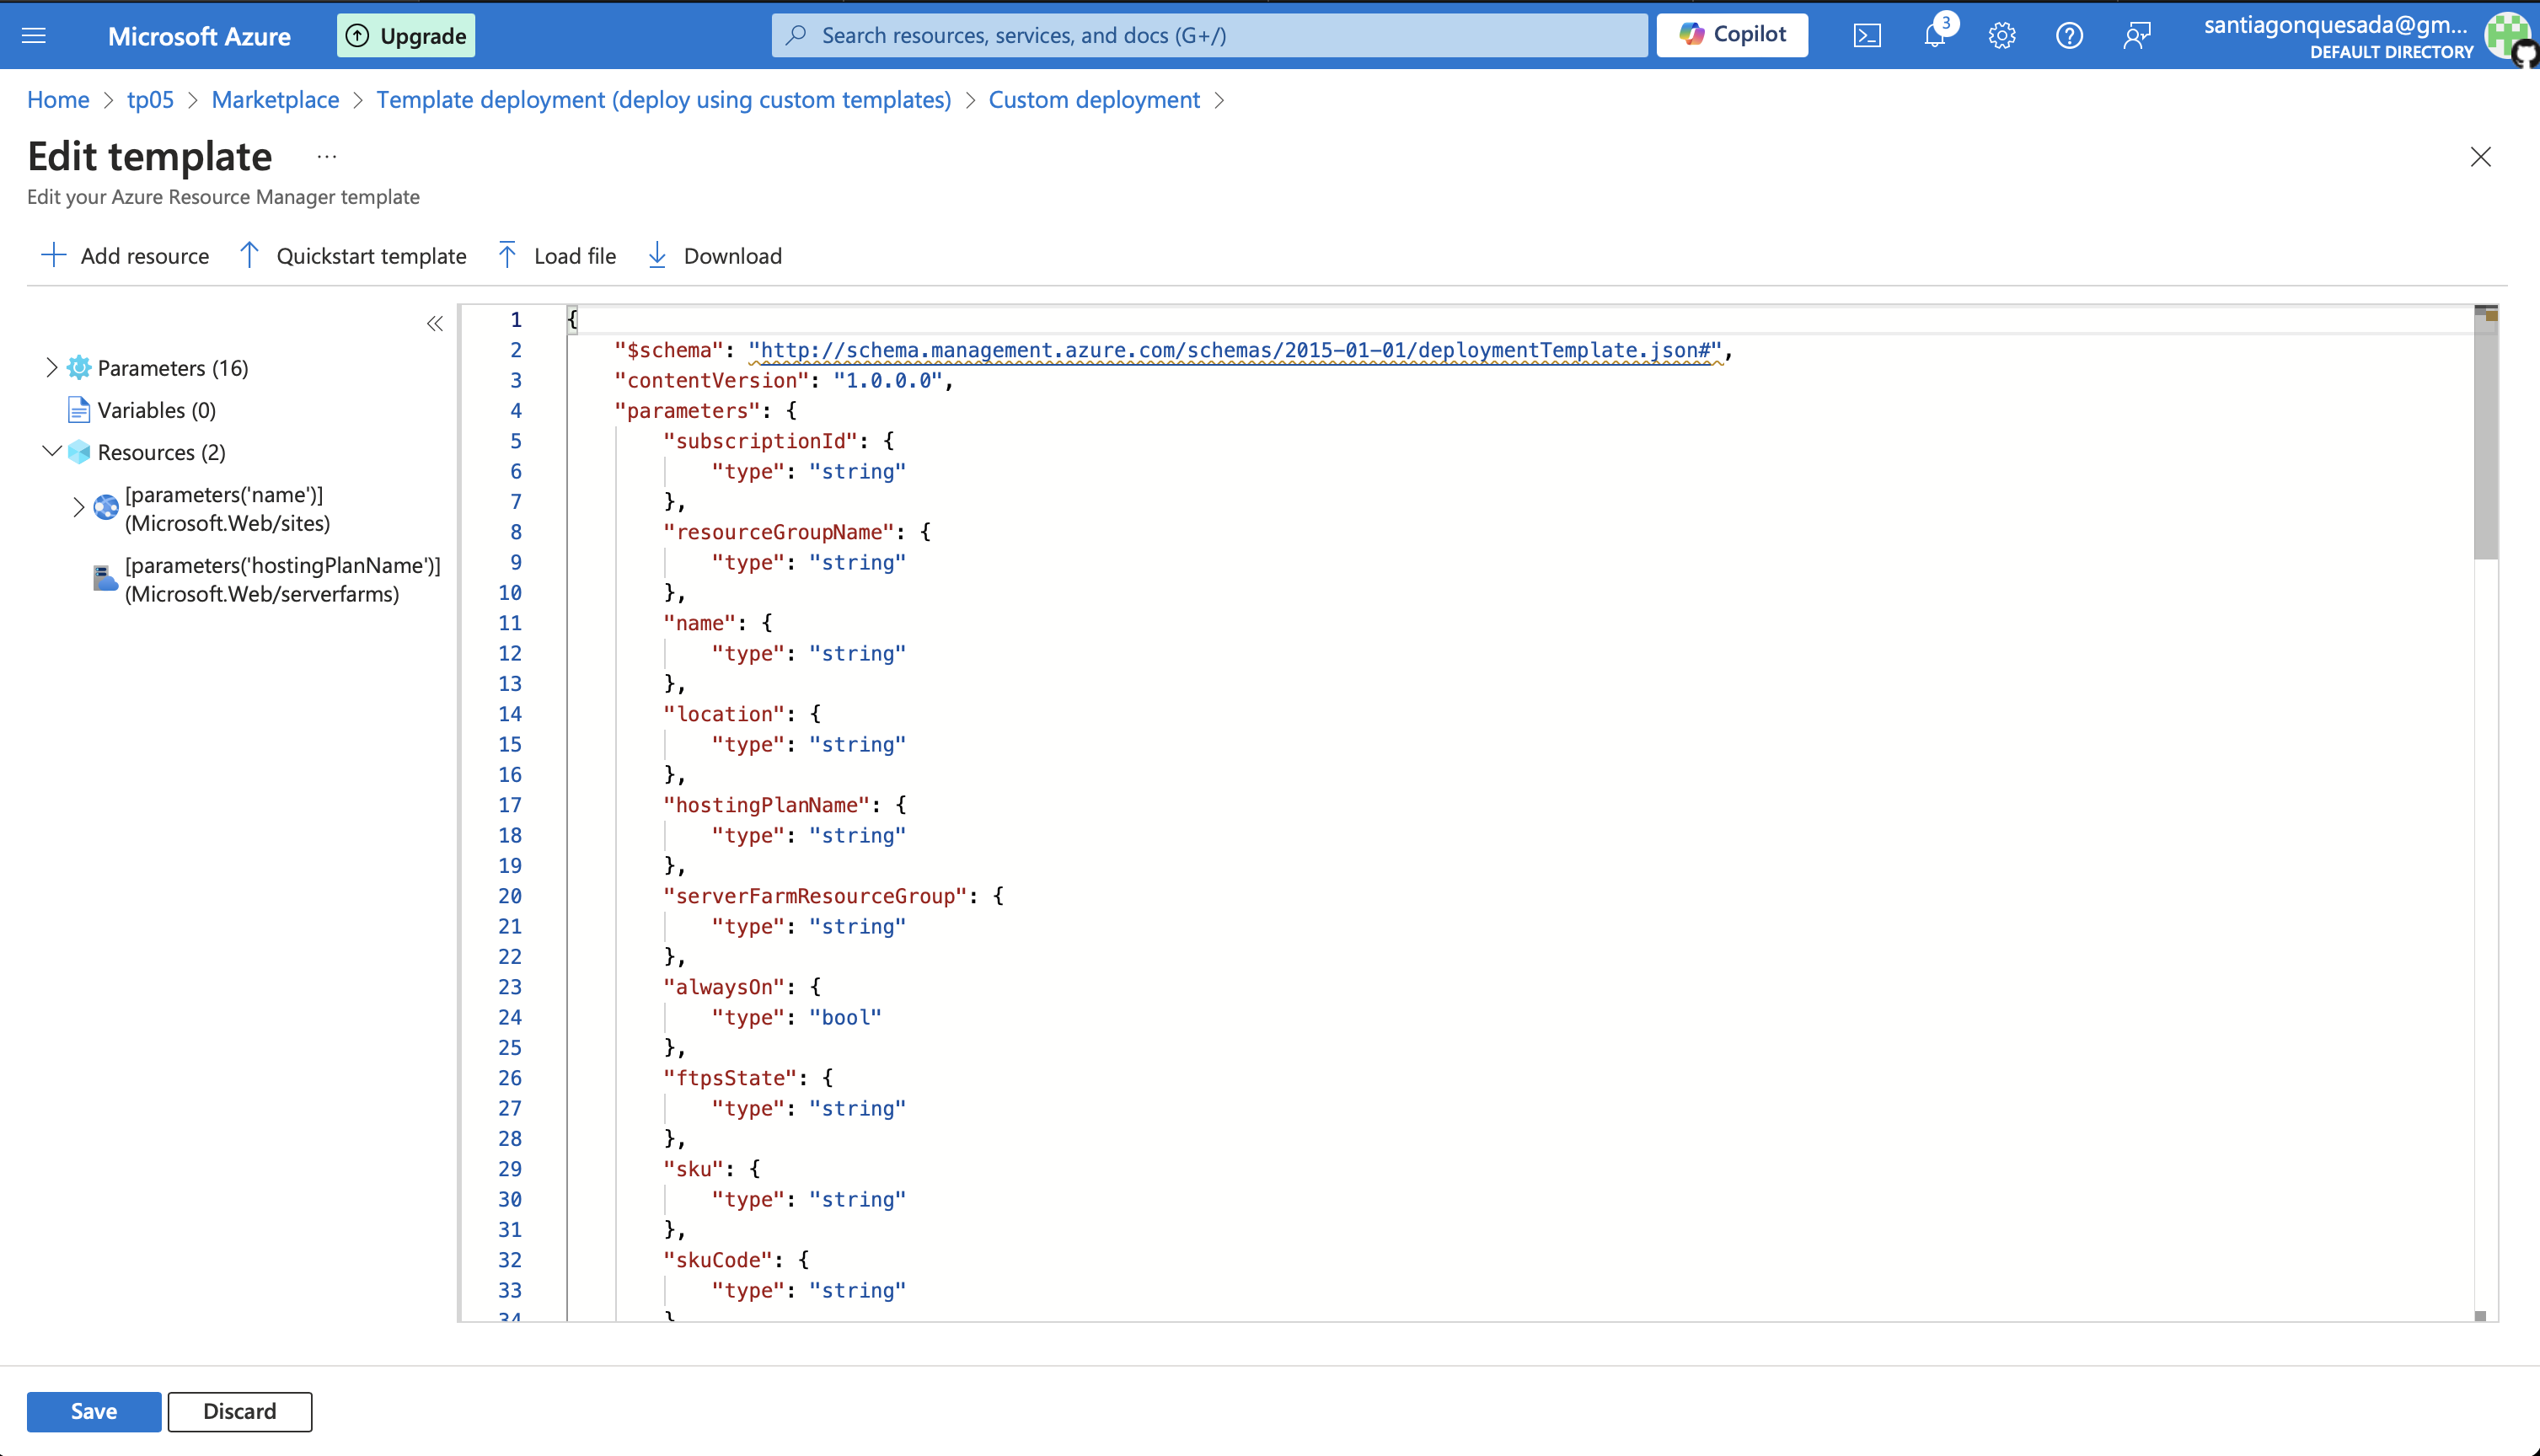 Microsoft Azure
Upgrade
Search resources, services, and docs (G+/)
Copilot
3
santiagonquesada@gm...
DEFAULT DIRECTORY
Home > tp05 > Marketplace > Template deployment (deploy using custom templates) > Custom deployment >
Edit template ...
Edit your Azure Resource Manager template
Add resource
Quickstart template
Load file
Download
Parameters (16)
Variables (0)
Resources (2)
[parameters('name')]
(Microsoft.Web/sites)
[parameters('hostingPlanName')]
(Microsoft.Web/serverfarms)
1 {
2 "$schema": "http://schema.management.azure.com/schemas/2015-01-01/deploymentTemplate.json#",
3 "contentVersion": "1.0.0.0",
4 "parameters": {
5 "subscriptionId": {
6 "type": "string"
7 },
8 "resourceGroupName": {
9 "type": "string"
10 },
11 "name": {
12 "type": "string"
13 },
14 "location": {
15 "type": "string"
16 },
17 "hostingPlanName": {
18 "type": "string"
19 },
20 "serverFarmResourceGroup": {
21 "type": "string"
22 },
23 "alwaysOn": {
24 "type": "bool"
25 },
26 "ftpsState": {
27 "type": "string"
28 },
29 "sku": {
30 "type": "string"
31 },
32 "skuCode": {
33 "type": "string"
34 }
Save
Discard